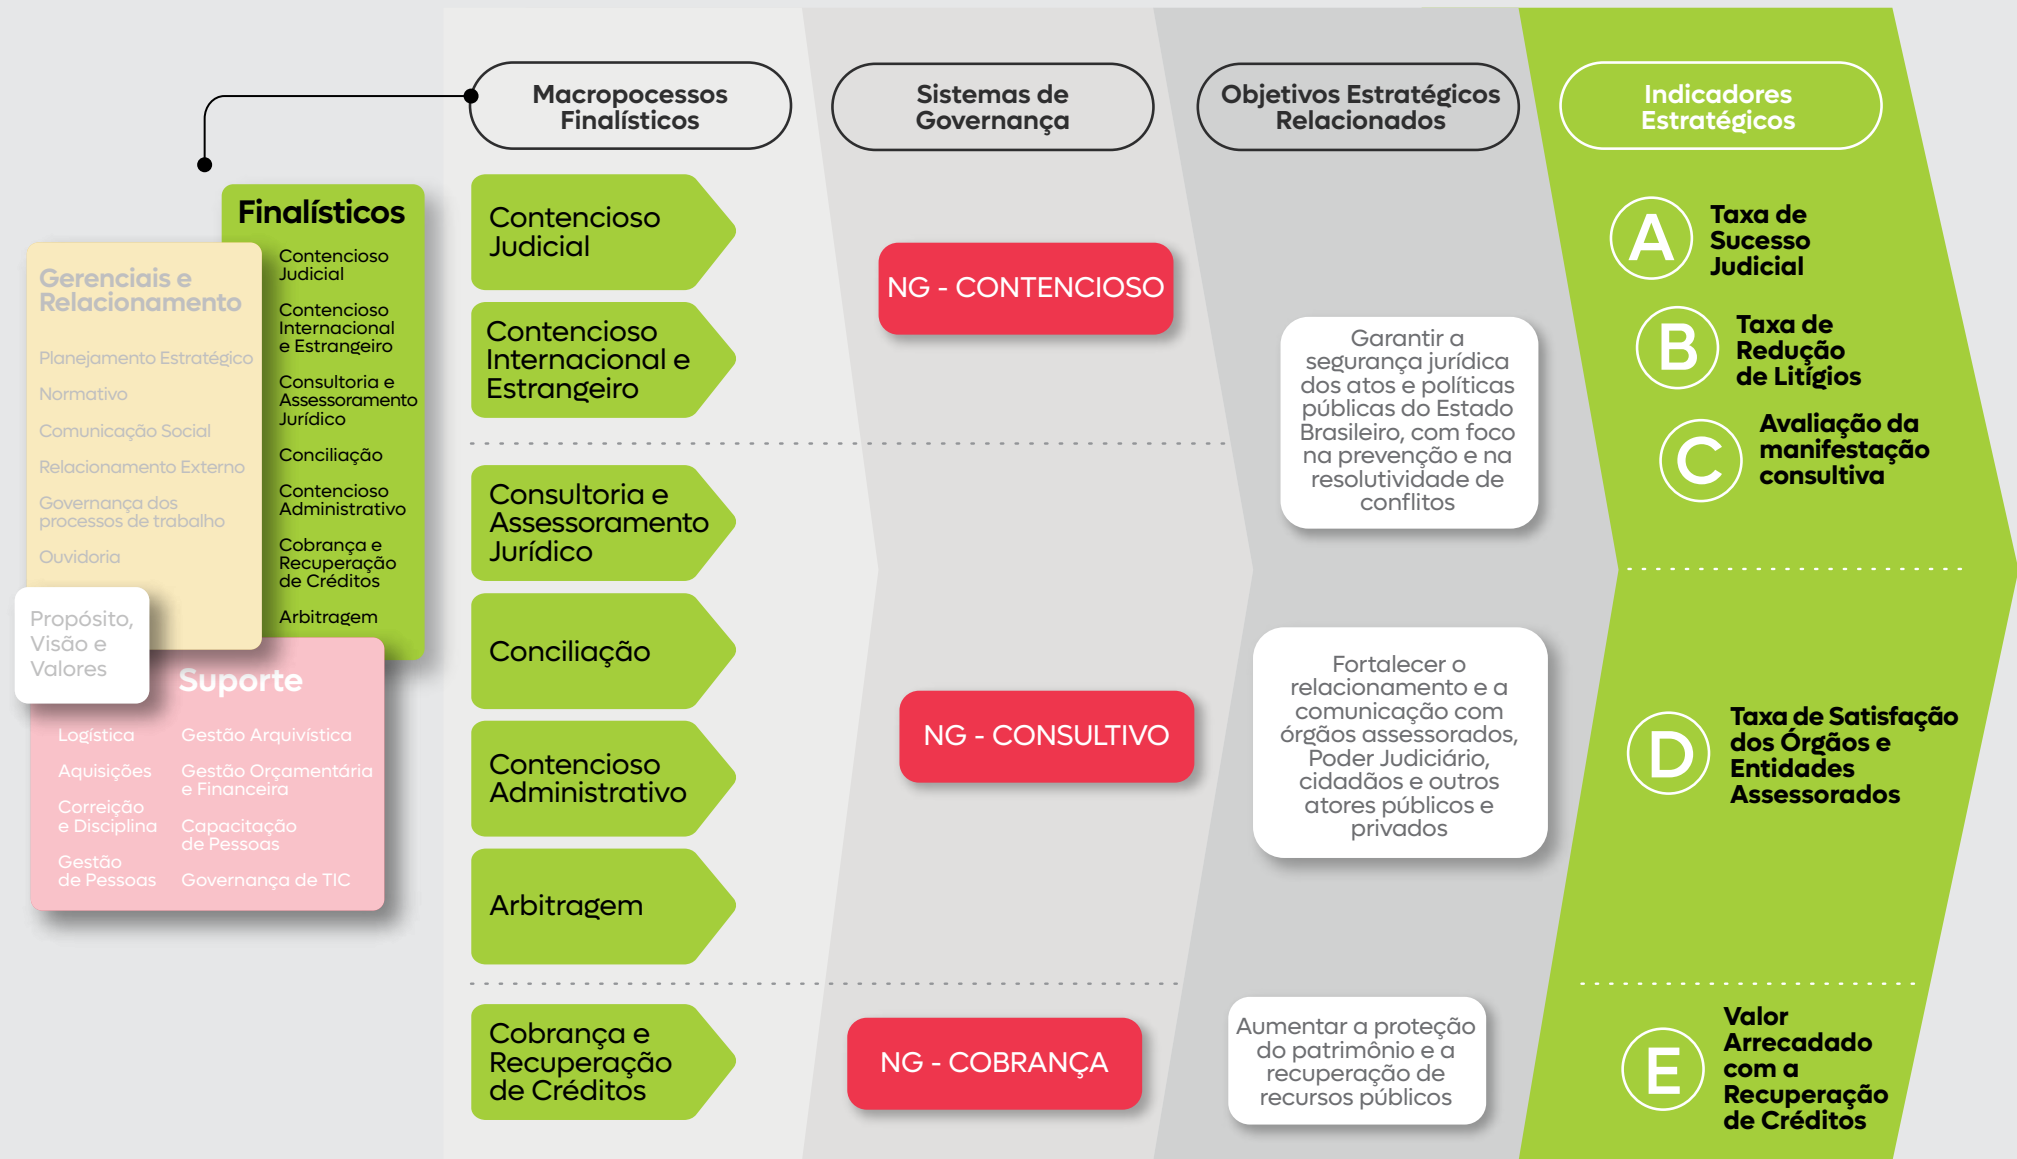 Macropocessos
Finalísticos
Sistemas de
Governança
Objetivos Estratégicos
Relacionados
Indicadores
Estratégicos
Finalísticos
Contencioso
Judicial
Contencioso
Internacional
e Estrangeiro
Consultoria e
Assessoramento
Jurídico
Conciliação
Contencioso
Administrativo
Cobrança e
Recuperação
de Créditos
Arbitragem
Gerenciais e
Relacionamento
Planejamento Estratégico
Normativo
Comunicação Social
Relacionamento Externo
Governança dos
processos de trabalho
Ouvidoria
Propósito,
Visão e
Valores
Suporte
Logística
Aquisições
Correição
e Disciplina
Gestão
de Pessoas
Gestão Arquivística
Gestão Orçamentária
e Financeira
Capacitação
de Pessoas
Governança de TIC
Contencioso
Judicial
Contencioso
Internacional e
Estrangeiro
Consultoria e
Assessoramento
Jurídico
Conciliação
Contencioso
Administrativo
Arbitragem
Cobrança e
Recuperação
de Créditos
NG - CONTENCIOSO
NG - CONSULTIVO
NG - COBRANÇA
Garantir a
segurança jurídica
dos atos e políticas
públicas do Estado
Brasileiro, com foco
na prevenção e na
resolutividade de
conflitos
Fortalecer o
relacionamento e a
comunicação com
órgãos assessorados,
Poder Judiciário,
cidadãos e outros
atores públicos e
privados
Aumentar a proteção
do patrimônio e a
recuperação de
recursos públicos
A
Taxa de
Sucesso
Judicial
B
Taxa de
Redução
de Litígios
C
Avaliação da
manifestação
consultiva
D
Taxa de Satisfação
dos Órgãos e
Entidades
Assessorados
E
Valor
Arrecadado
com a
Recuperação
de Créditos